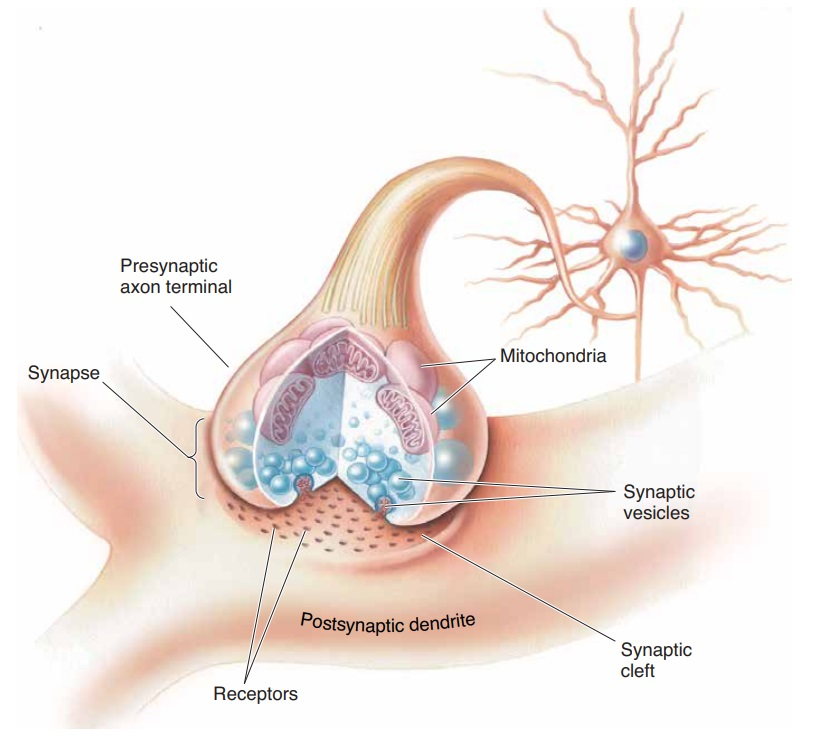 Presynaptic
axon terminal
Mitochondria
Synapse
Synaptic
vesicles
Postsynaptic dendrite
Synaptic
cleft
Receptors